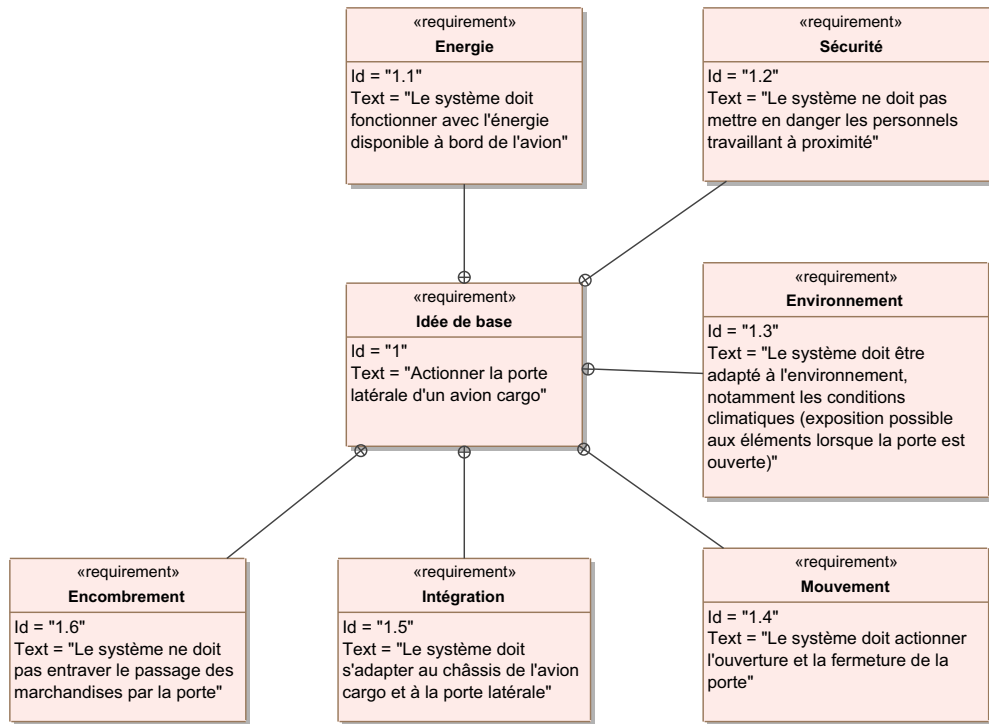 «requirement»
Energie
Id = "1.1"
Text = "Le système doit
fonctionner avec l'énergie
disponible à bord de l'avion"
«requirement»
Sécurité
Id = "1.2"
Text = "Le système ne doit pas
mettre en danger les personnels
travaillant à proximité"
«requirement»
Idée de base
Id = "1"
Text = "Actionner la porte
latérale d'un avion cargo"
«requirement»
Environnement
Id = "1.3"
Text = "Le système doit être
adapté à l'environnement,
notamment les conditions
climatiques (exposition possible
aux éléments lorsque la porte est
ouverte)"
«requirement»
Encombrement
Id = "1.6"
Text = "Le système ne doit
pas entraver le passage des
marchandises par la porte"
«requirement»
Intégration
Id = "1.5"
Text = "Le système doit
s'adapter au châssis de l'avion
cargo et à la porte latérale"
«requirement»
Mouvement
Id = "1.4"
Text = "Le système doit actionner
l'ouverture et la fermeture de la
porte"